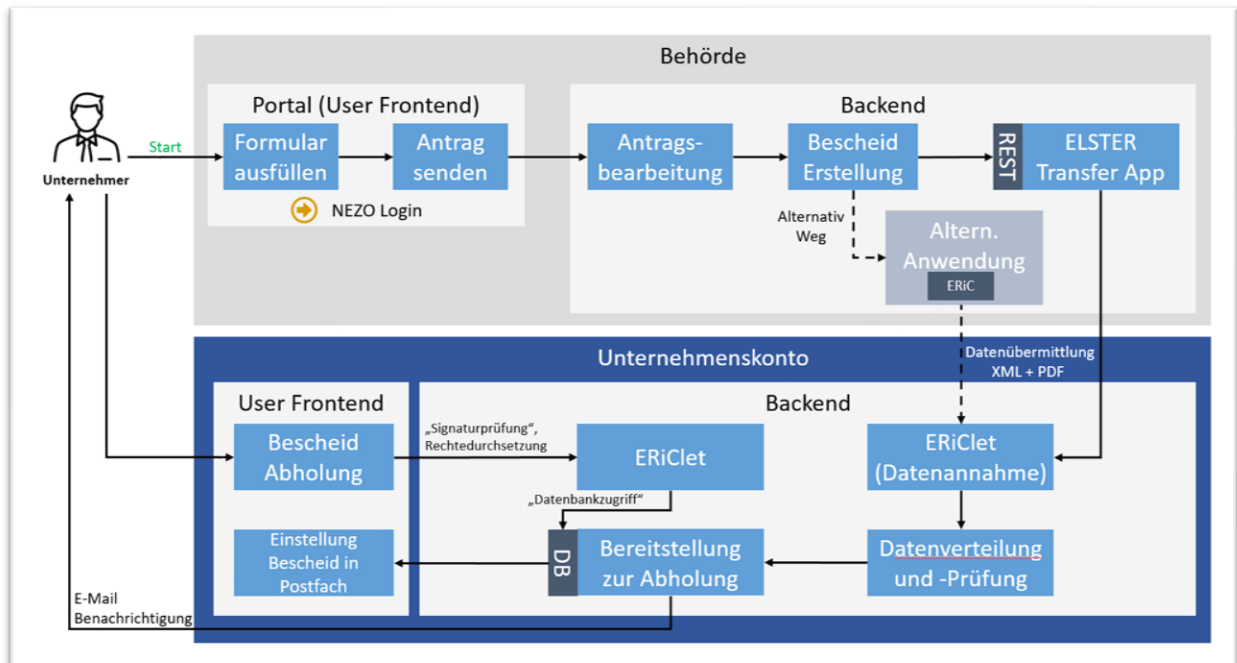 Behörde
Portal (User Frontend)
Backend
Unternehmer
Start
Formular
ausfüllen
Antrag
senden
NEZO Login
Antrags-
bearbeitung
Bescheid
Erstellung
REST
ELSTER
Transfer App
Alternativ
Weg
Altern.
Anwendung
ERiC
Unternehmenskonto
Datenübermittlung
XML + PDF
User Frontend
Backend
Bescheid
Abholung
„Signaturprüfung“,
Rechtedurchsetzung
ERiClet
ERiClet
(Datenannahme)
„Datenbankzugriff“
Einstellung
Bescheid in
Postfach
DB
Bereitstellung
zur Abholung
Datenverteilung
und -Prüfung
E-Mail
Benachrichtigung